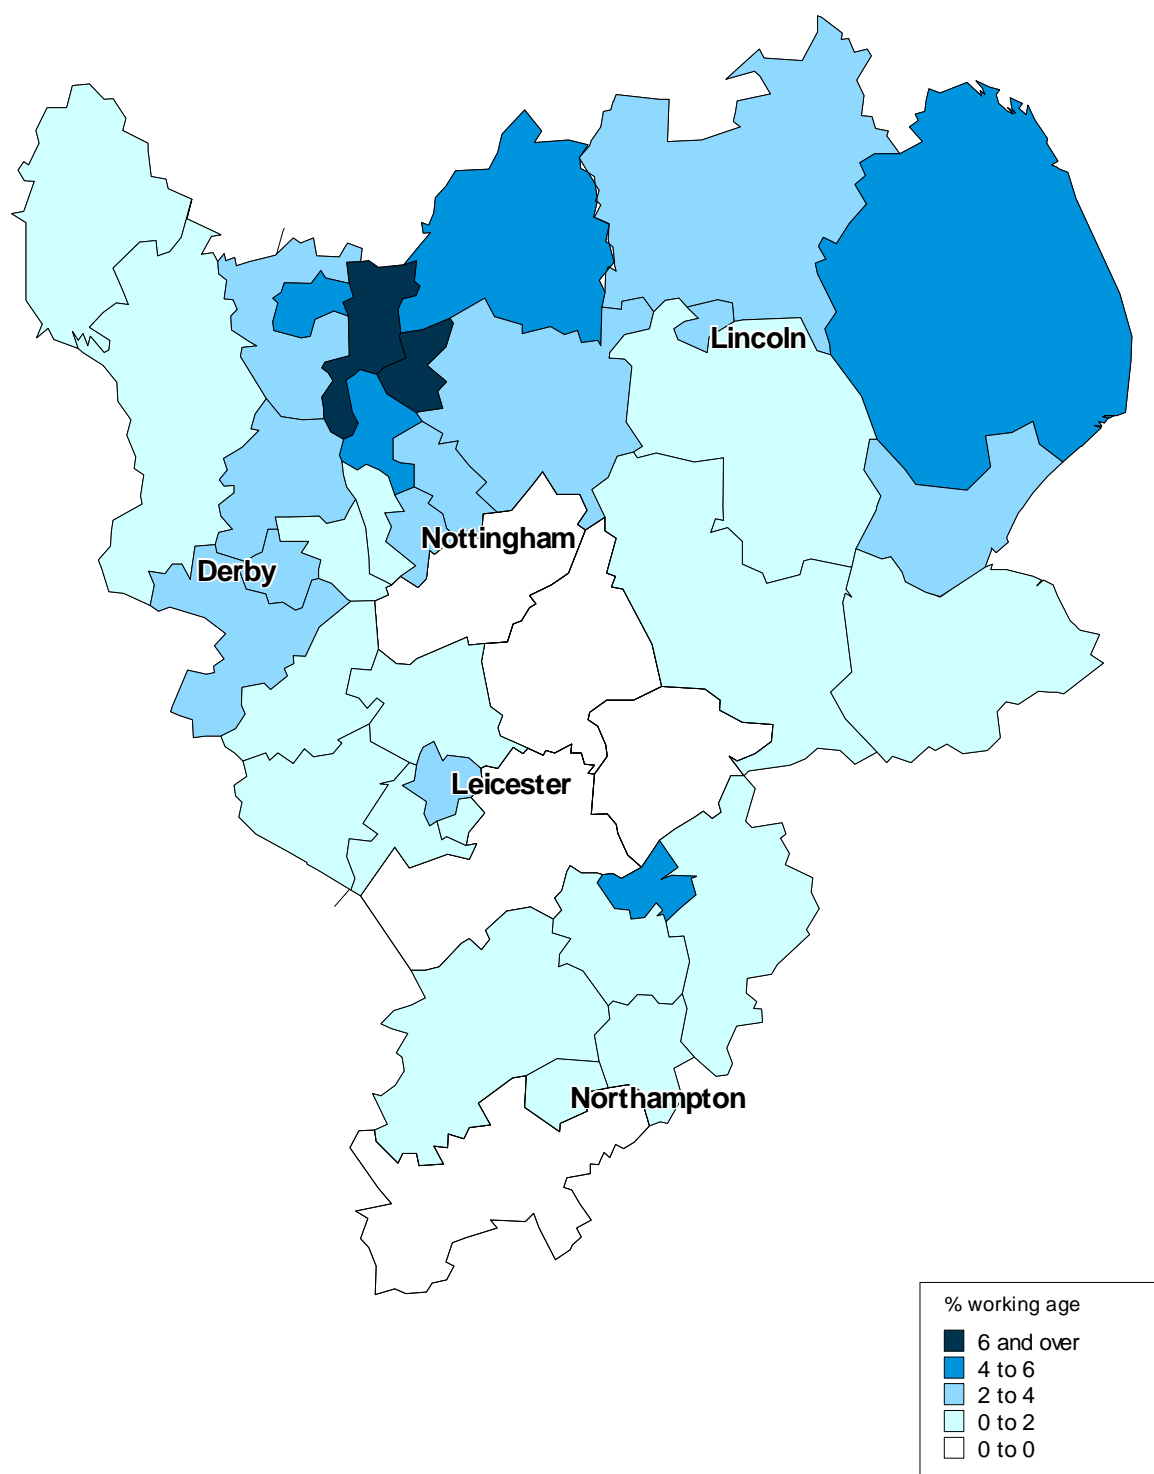 Lincoln
Nottingham
Derby
Leicester
Northampton
% working age
6 and over
4 to 6
2 to 4
0 to 2
0 to 0